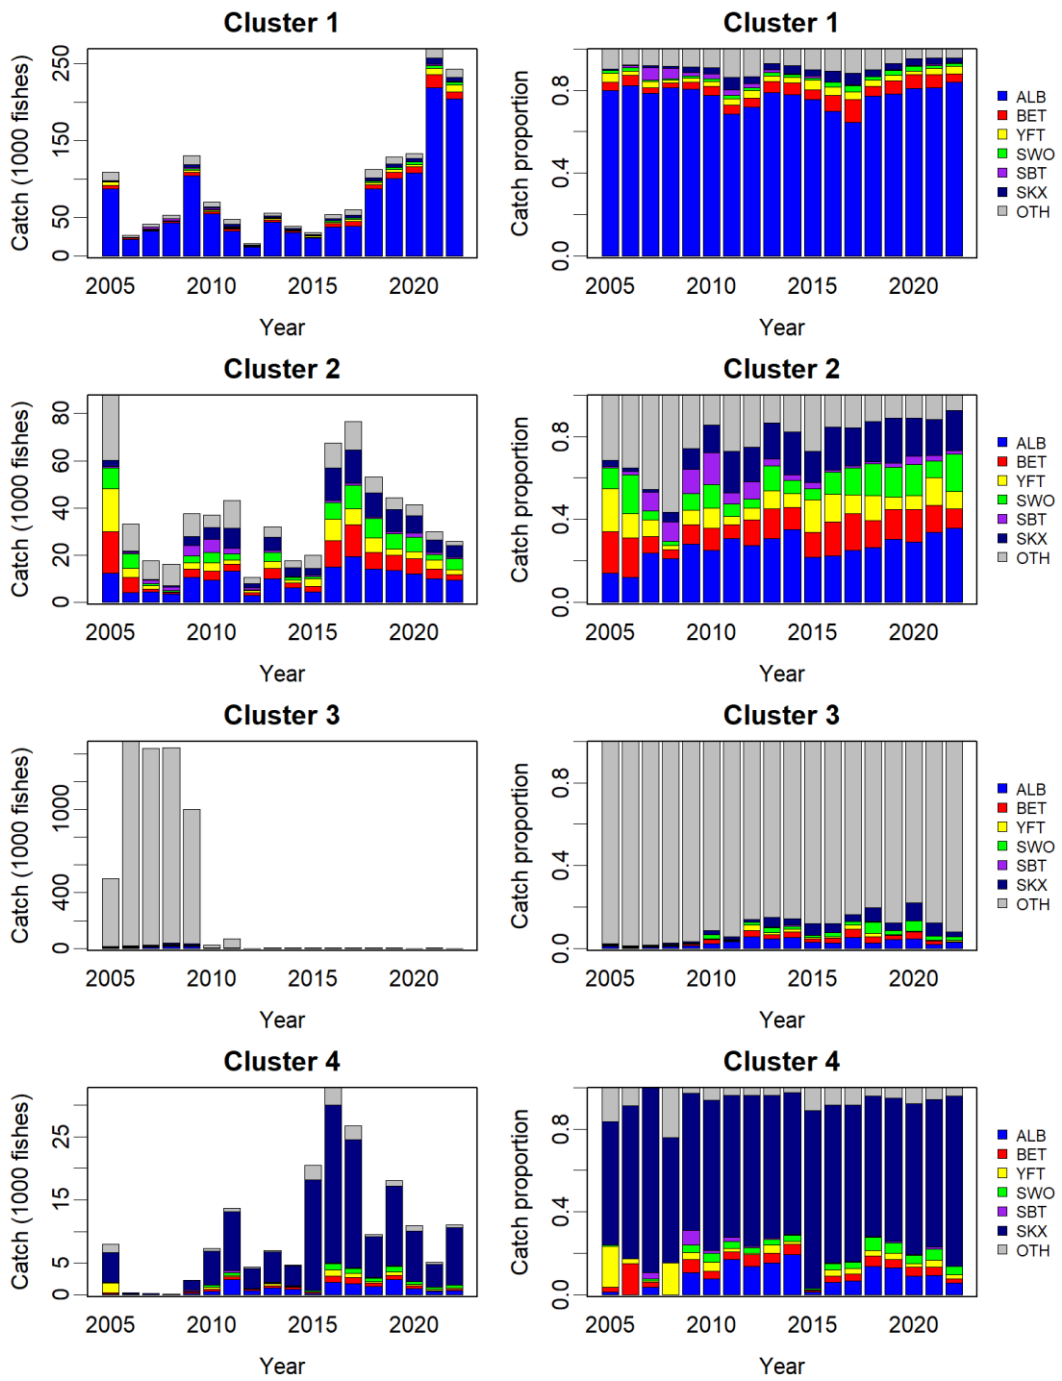 Cluster 1
Catch (1000 fishes)
0 50 150 250
2005 2010 2015 2020
Year
Cluster 1
Catch proportion
0.0 0.4 0.8
2005 2010 2015 2020
Year
ALB
BET
YFT
SWO
SBT
SKX
OTH
Cluster 2
Catch (1000 fishes)
0 20 40 60 80
2005 2010 2015 2020
Year
Cluster 2
Catch proportion
0.0 0.4 0.8
2005 2010 2015 2020
Year
ALB
BET
YFT
SWO
SBT
SKX
OTH
Cluster 3
Catch (1000 fishes)
0 400 1000
2005 2010 2015 2020
Year
Cluster 3
Catch proportion
0.0 0.4 0.8
2005 2010 2015 2020
Year
ALB
BET
YFT
SWO
SBT
SKX
OTH
Cluster 4
Catch (1000 fishes)
0 5 15 25
2005 2010 2015 2020
Year
Cluster 4
Catch proportion
0.0 0.4 0.8
2005 2010 2015 2020
Year
ALB
BET
YFT
SWO
SBT
SKX
OTH